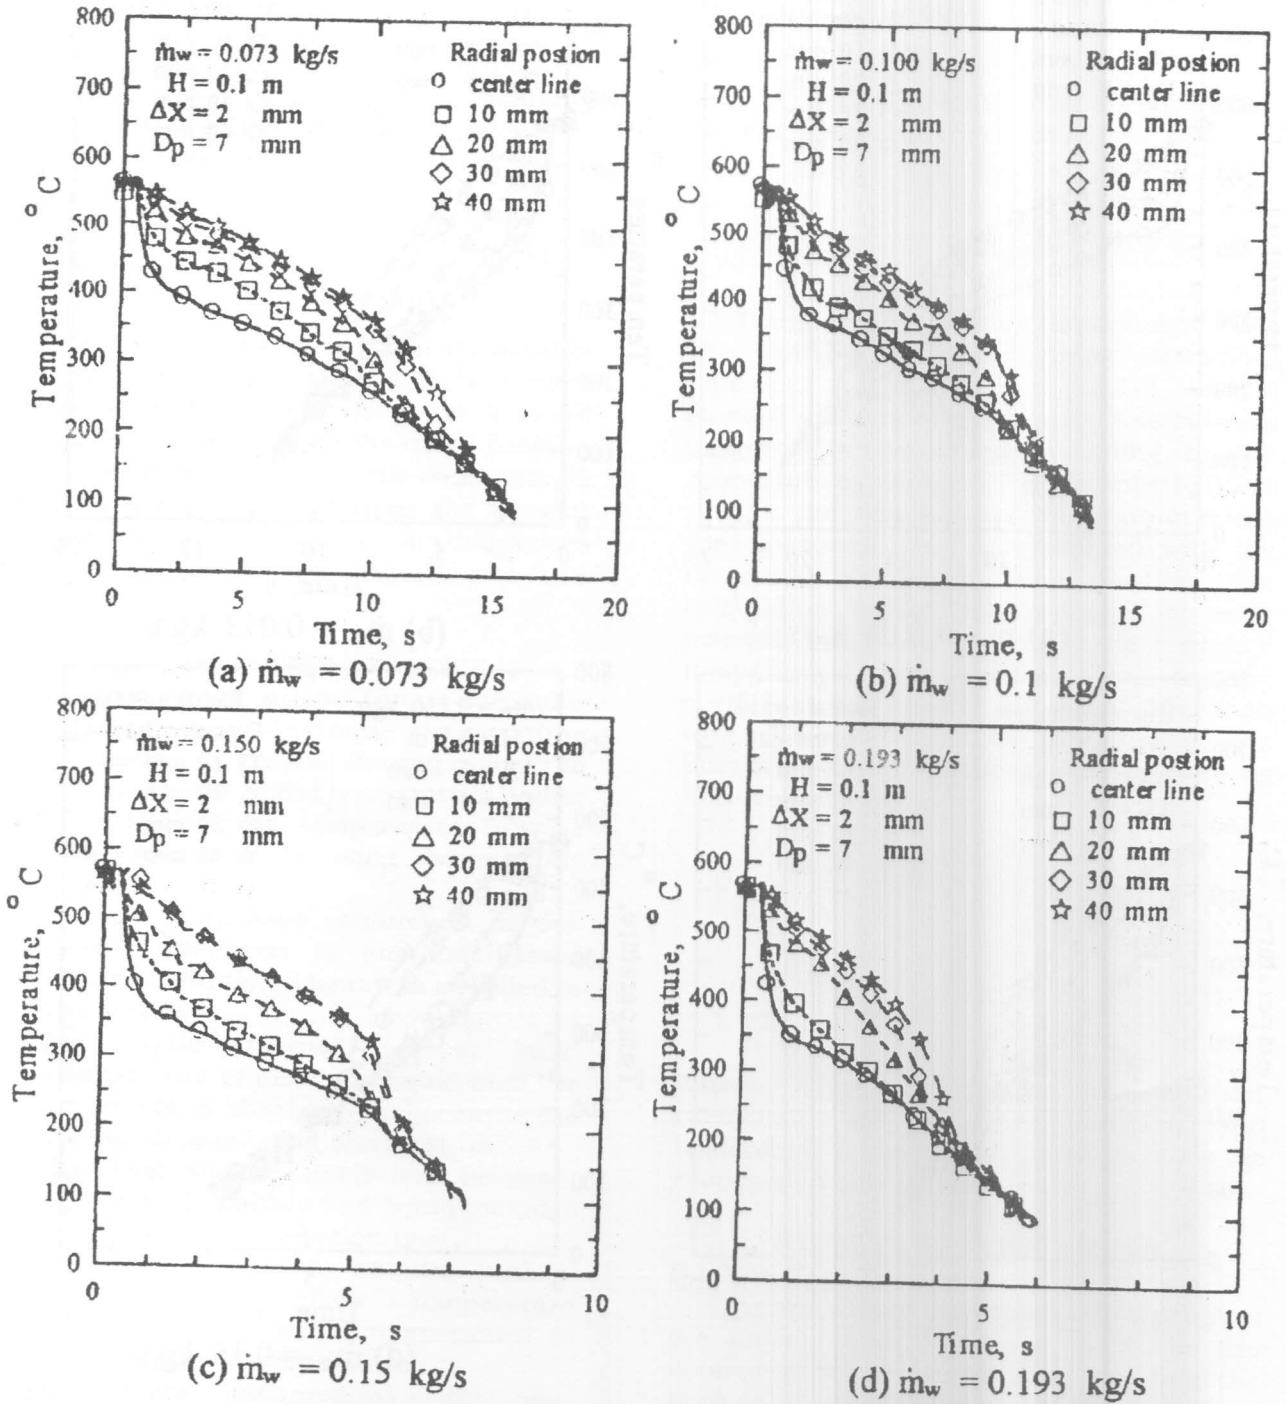 800
700
600
500
400
300
200
100
0
Temperature, °C
ṁw = 0.073 kg/s
H = 0.1 m
ΔX = 2 mm
Dp = 7 mm
Radial postion
center line
10 mm
20 mm
30 mm
40 mm
0 5 10 15 20
Time, s
(a) ṁw = 0.073 kg/s
800
700
600
500
400
300
200
100
0
Temperature, °C
ṁw = 0.100 kg/s
H = 0.1 m
ΔX = 2 mm
Dp = 7 mm
Radial postion
center line
10 mm
20 mm
30 mm
40 mm
0 5 10 15 20
Time, s
(b) ṁw = 0.1 kg/s
800
700
600
500
400
300
200
100
0
Temperature, °C
ṁw = 0.150 kg/s
H = 0.1 m
ΔX = 2 mm
Dp = 7 mm
Radial postion
center line
10 mm
20 mm
30 mm
40 mm
0 5 10
Time, s
(c) ṁw = 0.15 kg/s
800
700
600
500
400
300
200
100
0
Temperature, °C
ṁw = 0.193 kg/s
H = 0.1 m
ΔX = 2 mm
Dp = 7 mm
Radial postion
center line
10 mm
20 mm
30 mm
40 mm
0 5 10
Time, s
(d) ṁw = 0.193 kg/s